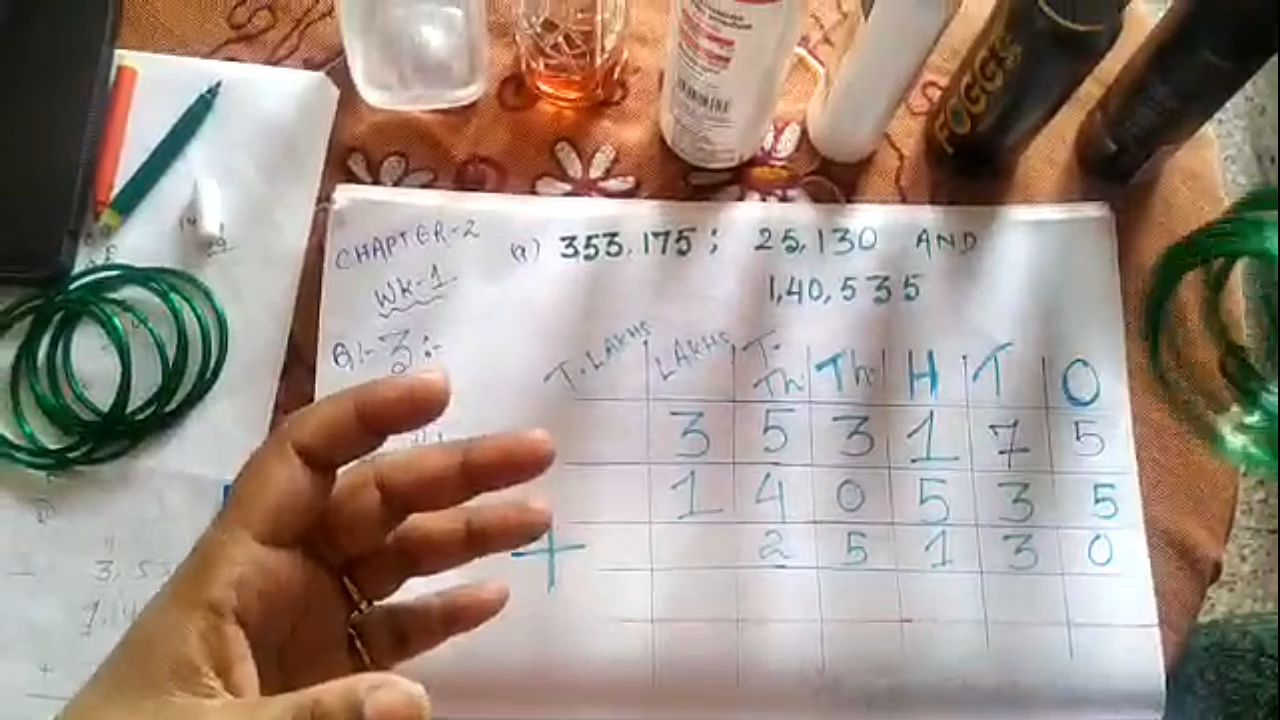 CHAPTER-2
WK-1
Q:- 3 :-
a) 353,175 ; 25,130 AND
1,40,535
T.LAKHS LAKHS T-Th Th H T O
3 5 3 1 7 5
1 4 0 5 3 5
+ 2 5 1 3 0
FOGG